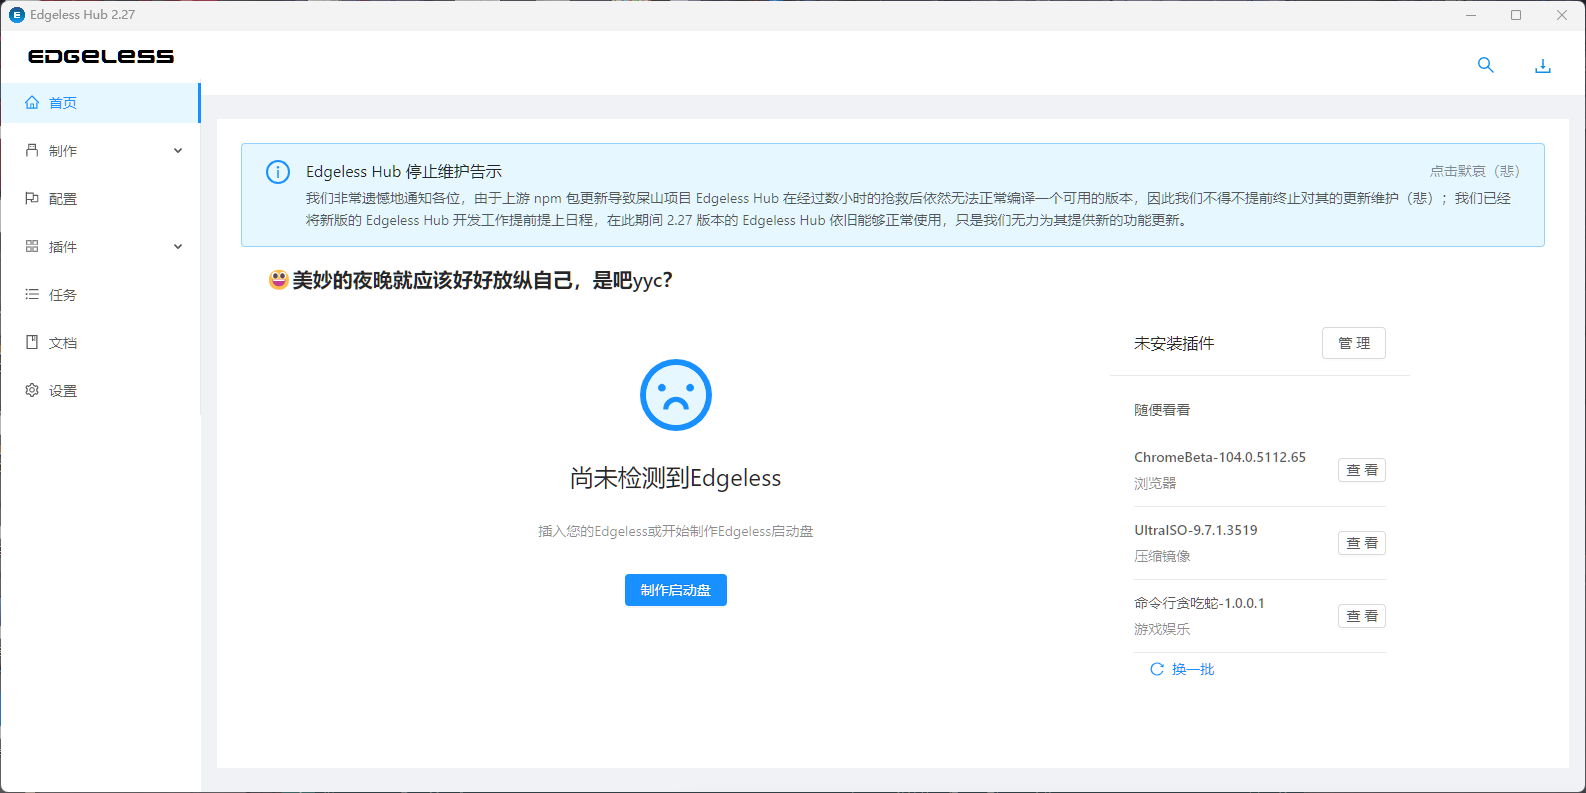 Edgeless Hub 2.27
EDGELESS
首页
制作
配置
插件
任务
文档
设置
Edgeless Hub 停止维护告示
点击默哀（悲）
我们非常遗憾地通知各位，由于上游 npm 包更新导致屎山项目 Edgeless Hub 在经过数小时的抢救后依然无法正常编译一个可用的版本，因此我们不得不提前终止对其的更新维护（悲）；我们已经
将新版的 Edgeless Hub 开发工作提前提上日程，在此期间 2.27 版本的 Edgeless Hub 依旧能够正常使用，只是我们无力为其提供新的功能更新。
😃美妙的夜晚就应该好好放纵自己，是吧yyc？
尚未检测到Edgeless
插入您的Edgeless或开始制作Edgeless启动盘
制作启动盘
未安装插件
管 理
随便看看
ChromeBeta-104.0.5112.65
浏览器
查 看
UltraISO-9.7.1.3519
压缩镜像
查 看
命令行贪吃蛇-1.0.0.1
游戏娱乐
查 看
换一批